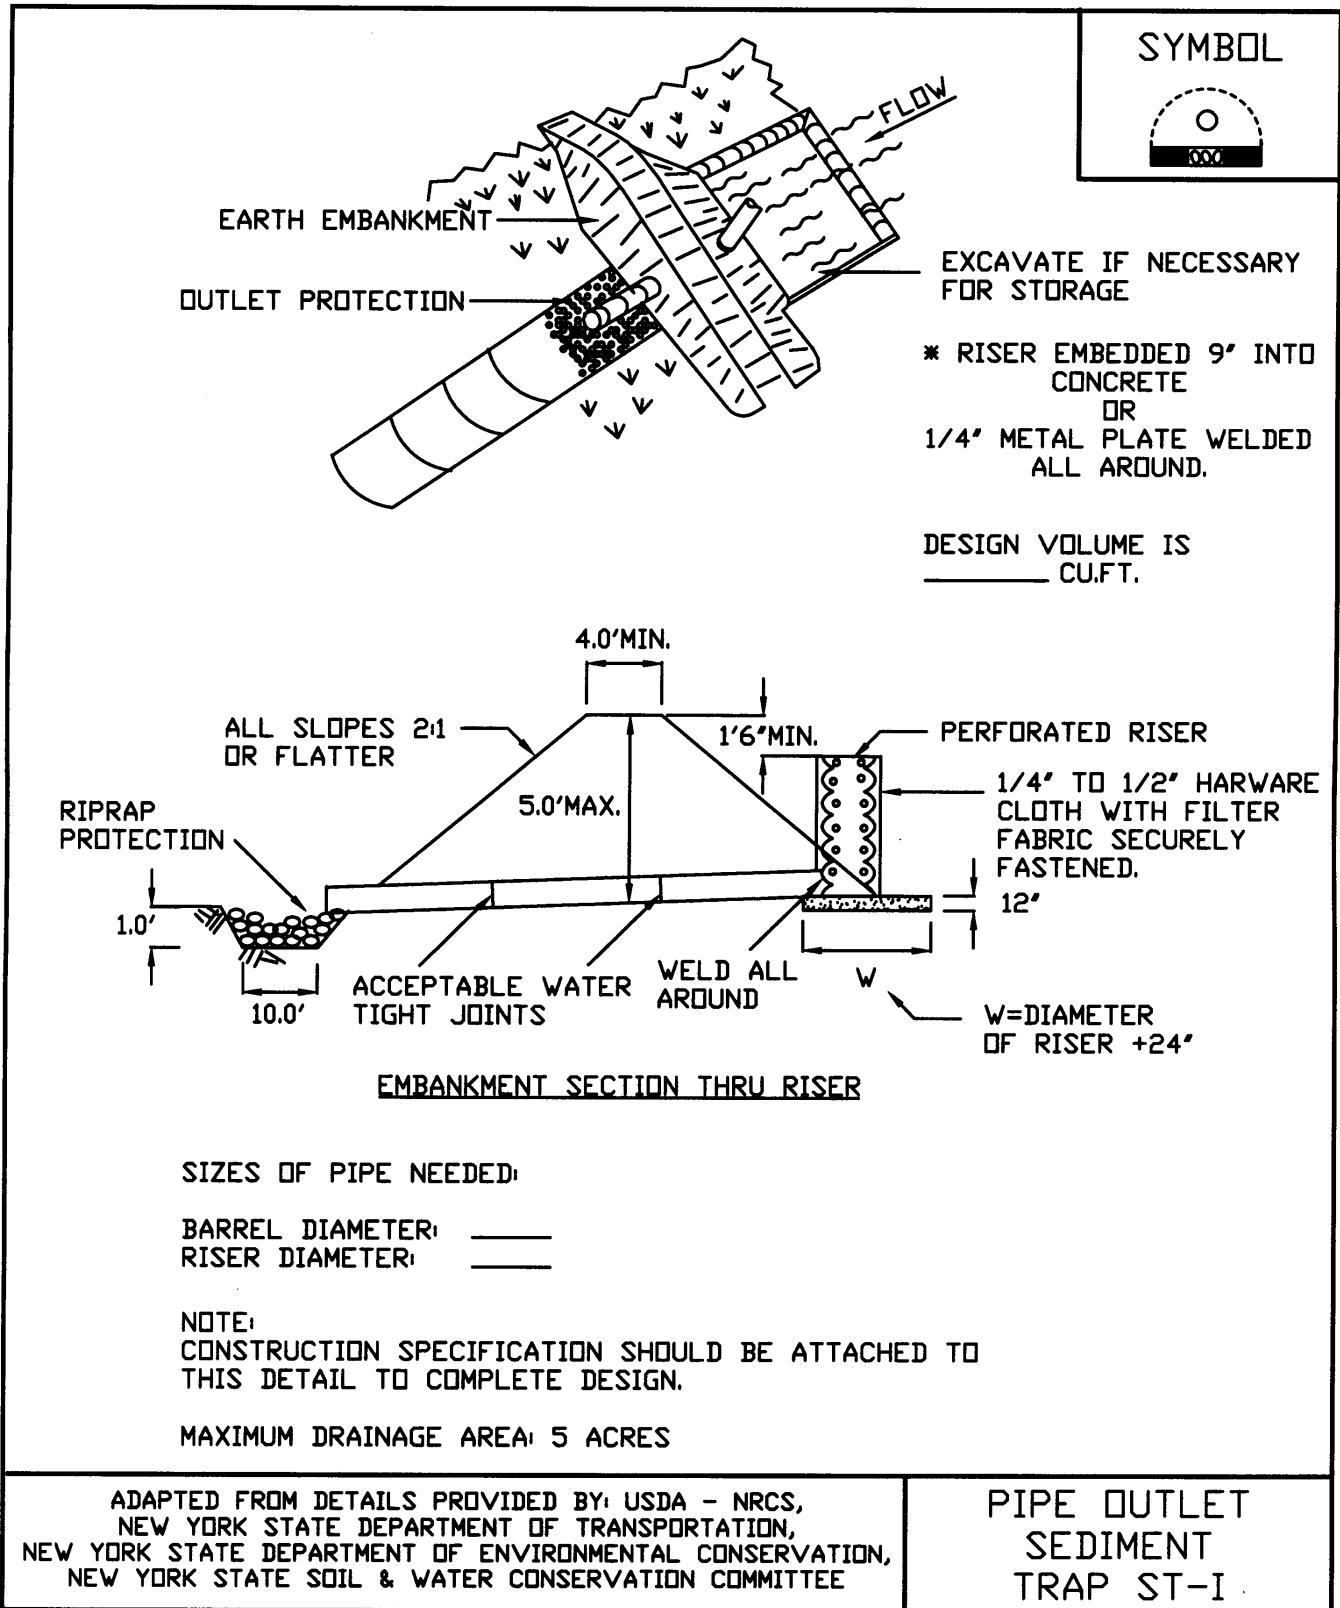 SYMBOL
FLOW
EARTH EMBANKMENT
OUTLET PROTECTION
EXCAVATE IF NECESSARY
FOR STORAGE
* RISER EMBEDDED 9" INTO
CONCRETE
OR
1/4" METAL PLATE WELDED
ALL AROUND.
DESIGN VOLUME IS
________ CU.FT.
4.0'MIN.
ALL SLOPES 2:1
OR FLATTER
1'6"MIN.
PERFORATED RISER
5.0'MAX.
1/4" TO 1/2" HARWARE
CLOTH WITH FILTER
FABRIC SECURELY
FASTENED.
RIPRAP
PROTECTION
1.0'
12"
10.0'
ACCEPTABLE WATER
TIGHT JOINTS
WELD ALL
AROUND
W
W=DIAMETER
OF RISER +24"
EMBANKMENT SECTION THRU RISER
SIZES OF PIPE NEEDED:
BARREL DIAMETER: _____
RISER DIAMETER: _____
NOTE:
CONSTRUCTION SPECIFICATION SHOULD BE ATTACHED TO
THIS DETAIL TO COMPLETE DESIGN.
MAXIMUM DRAINAGE AREA: 5 ACRES
ADAPTED FROM DETAILS PROVIDED BY: USDA - NRCS,
NEW YORK STATE DEPARTMENT OF TRANSPORTATION,
NEW YORK STATE DEPARTMENT OF ENVIRONMENTAL CONSERVATION,
NEW YORK STATE SOIL & WATER CONSERVATION COMMITTEE
PIPE OUTLET
SEDIMENT
TRAP ST-I